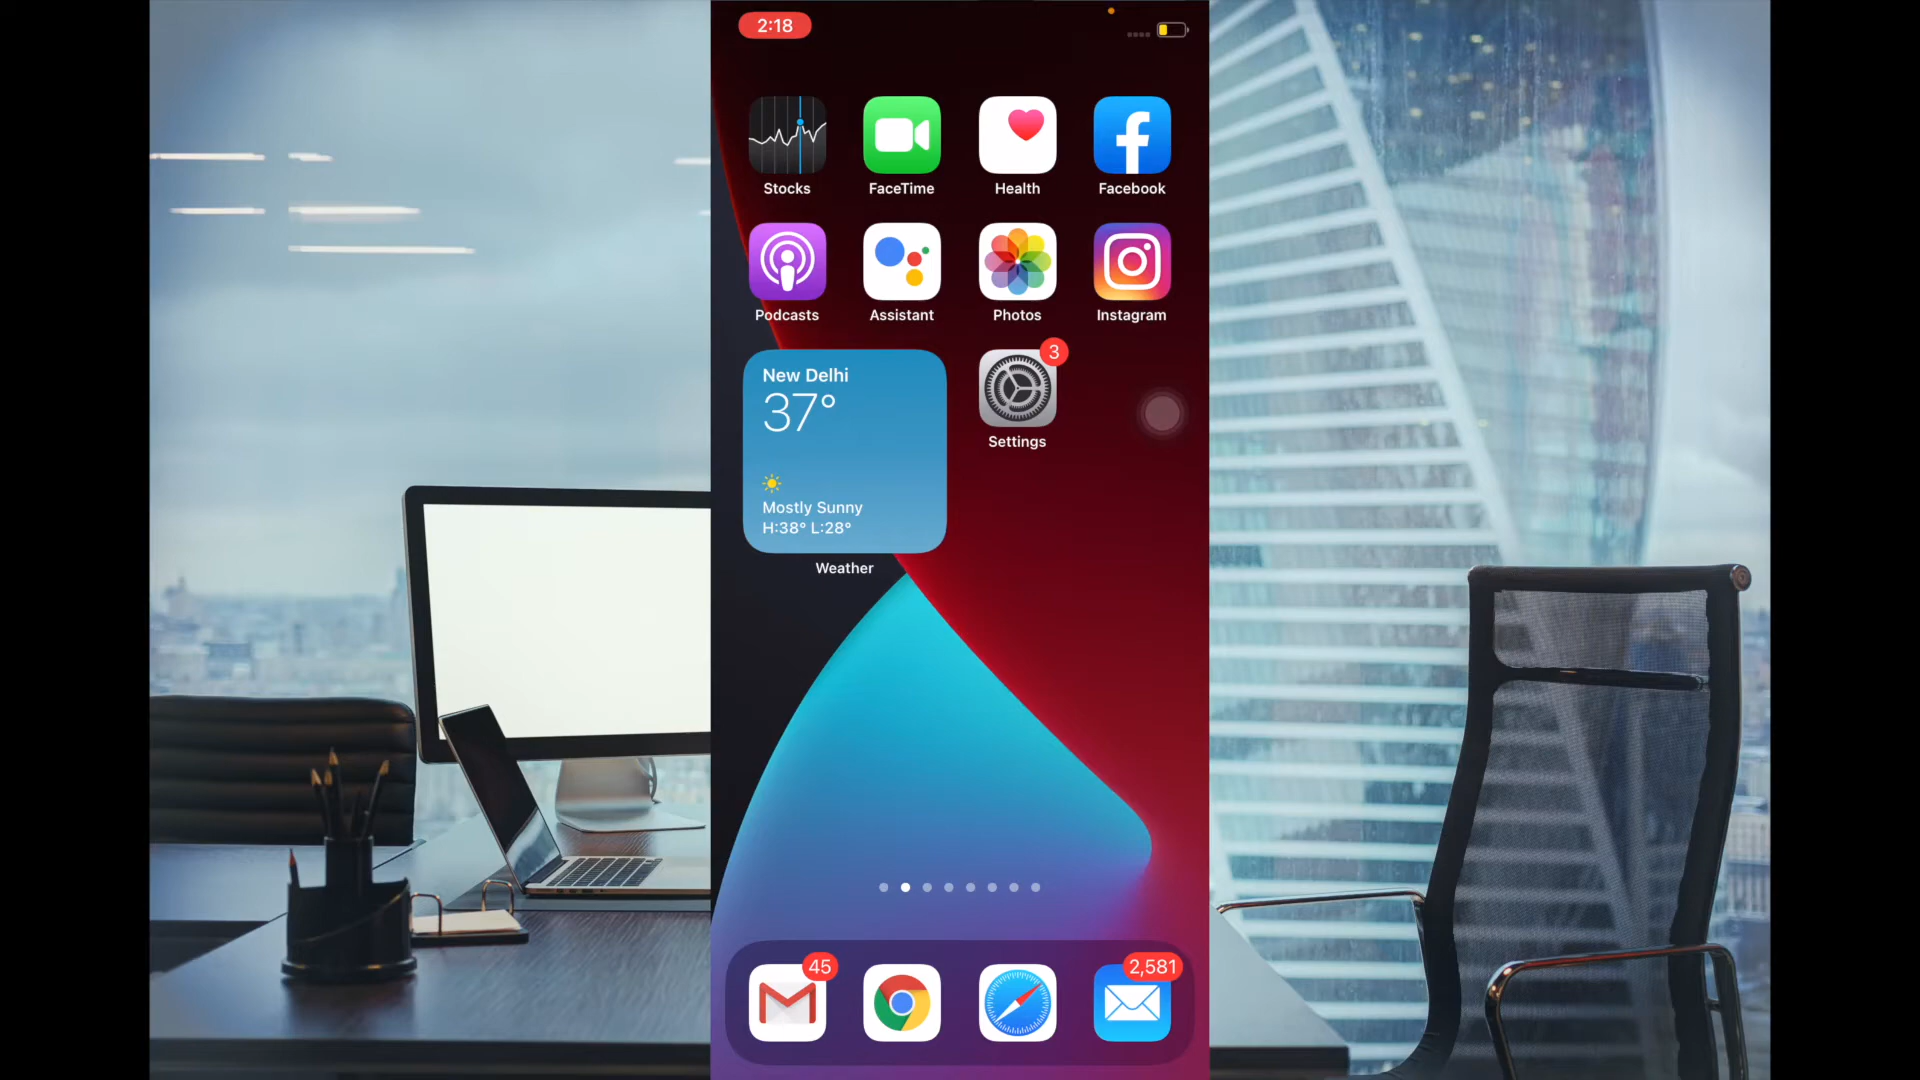 2:18
Stocks
FaceTime
Health
Facebook
Podcasts
Assistant
Photos
Instagram
New Delhi
37°
Mostly Sunny
H:38° L:28°
Weather
3
Settings
45
2,581